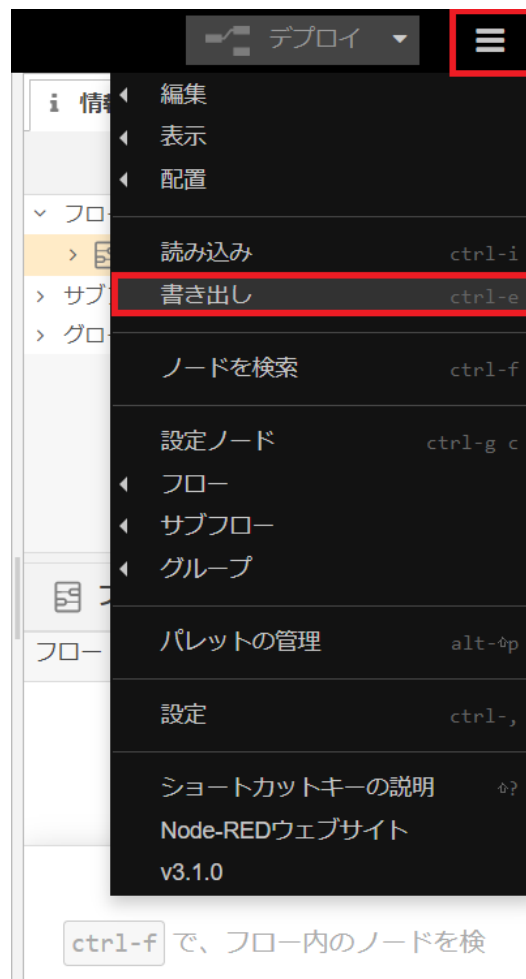 デプロイ
i 情報
編集
表示
配置
フロー
読み込み ctrl-i
書き出し ctrl-e
サブ
グロー
ノードを検索 ctrl-f
設定ノード ctrl-g c
フロー
サブフロー
グループ
フロー
パレットの管理 alt-⇧p
設定 ctrl-,
ショートカットキーの説明 ⇧?
Node-REDウェブサイト
v3.1.0
ctrl-f で、フロー内のノードを検